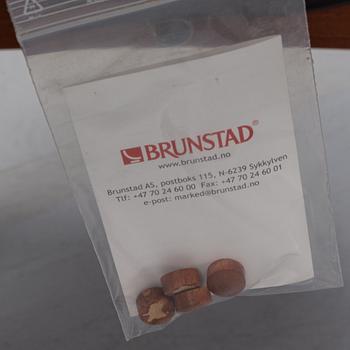 BRUNSTAD®
www.brunstad.no
Brunstad AS, postboks 115, N-6239 Sykkylven
Tlf: +47 70 24 60 00 Fax: +47 70 24 60 01
e-post: marked@brunstad.no